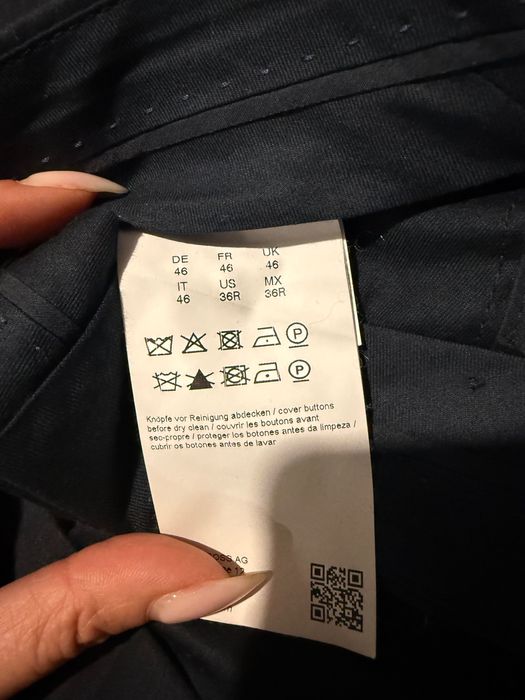 DE FR UK
46 46 46
IT US MX
46 36R 36R
P
P
Knöpfe vor Reinigung abdecken / cover buttons
before dry clean / couvrir les boutons avant
sec-propre / proteger los botones antes da limpeza /
cubrir os botones antes de lavar
OSS AG